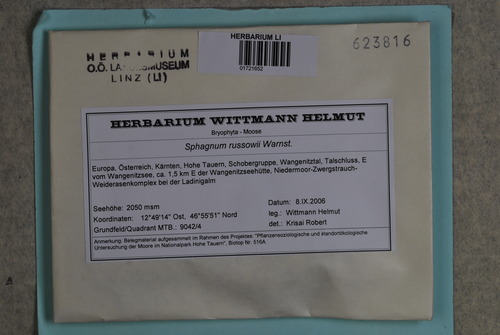 HERBARIUM
O.Ö. LANDESMUSEUM
LINZ (LI)
HERBARIUM LI
01721652
623816
HERBARIUM WITTMANN HELMUT
Bryophyta - Moose
Sphagnum russowii Warnst.
Europa, Österreich, Kärnten, Hohe Tauern, Schobergruppe, Wangenitztal, Talschluss, E
vom Wangenitzsee, ca. 1,5 km E der Wangenitzseehütte, Niedermoor-Zwergstrauch-
Weiderasenkomplex bei der Ladinigalm
Seehöhe: 2050 msm
Datum: 8.IX.2006
Koordinaten: 12°49'14" Ost, 46°55'51" Nord
leg.: Wittmann Helmut
Grundfeld/Quadrant MTB.: 9042/4
det.: Krisai Robert
Anmerkung: Belegmaterial aufgesammelt im Rahmen des Projektes: "Pflanzensoziologische und standortökologische
Untersuchung der Moore im Nationalpark Hohe Tauern", Biotop Nr. 516A